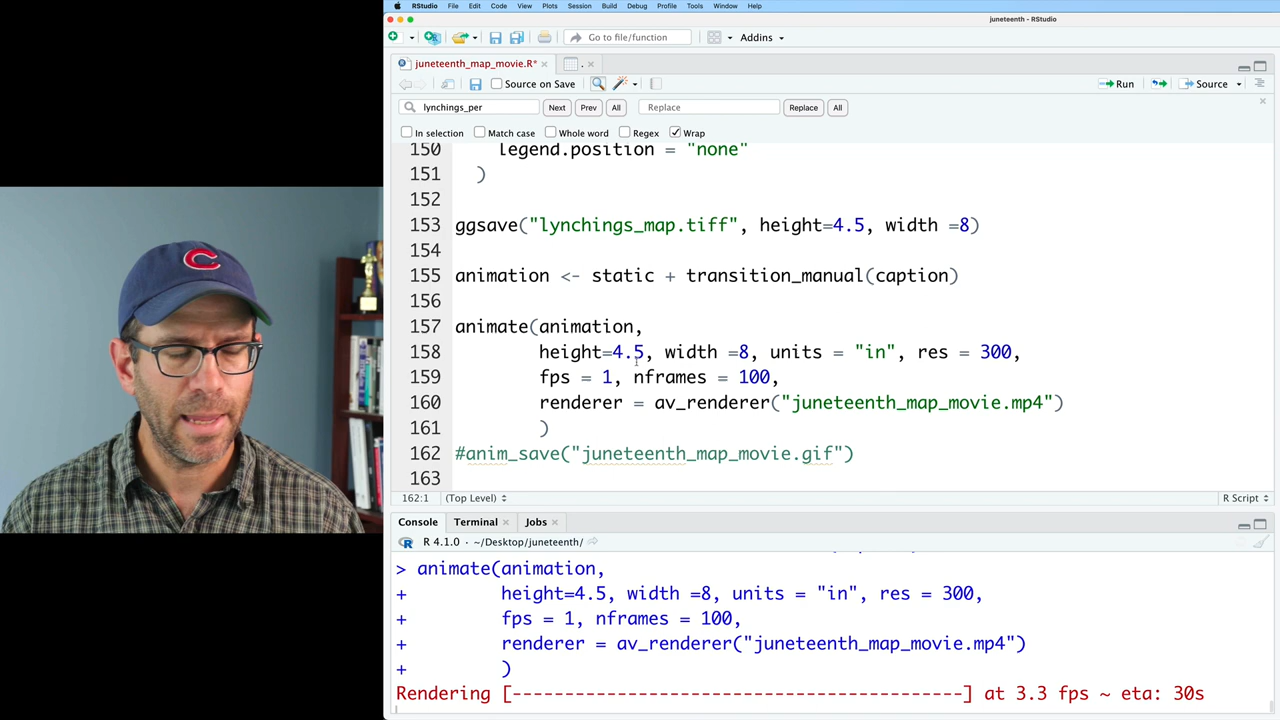 RStudio File Edit Code View Plots Session Build Debug Profile Tools Window Help
juneteenth - RStudio
Go to file/function Addins
juneteenth_map_movie.R* .
Source on Save Run Source
lynchings_per Next Prev All Replace Replace All
In selection Match case Whole word Regex Wrap
150 legend.position = "none"
151 )
152
153 ggsave("lynchings_map.tiff", height=4.5, width =8)
154
155 animation <- static + transition_manual(caption)
156
157 animate(animation,
158 height=4.5, width =8, units = "in", res = 300,
159 fps = 1, nframes = 100,
160 renderer = av_renderer("juneteenth_map_movie.mp4")
161 )
162 #anim_save("juneteenth_map_movie.gif")
163
162:1 (Top Level) R Script
Console Terminal Jobs
R 4.1.0 · ~/Desktop/juneteenth/
> animate(animation,
+ height=4.5, width =8, units = "in", res = 300,
+ fps = 1, nframes = 100,
+ renderer = av_renderer("juneteenth_map_movie.mp4")
+ )
Rendering [-------------------------------------------] at 3.3 fps ~ eta: 30s
C